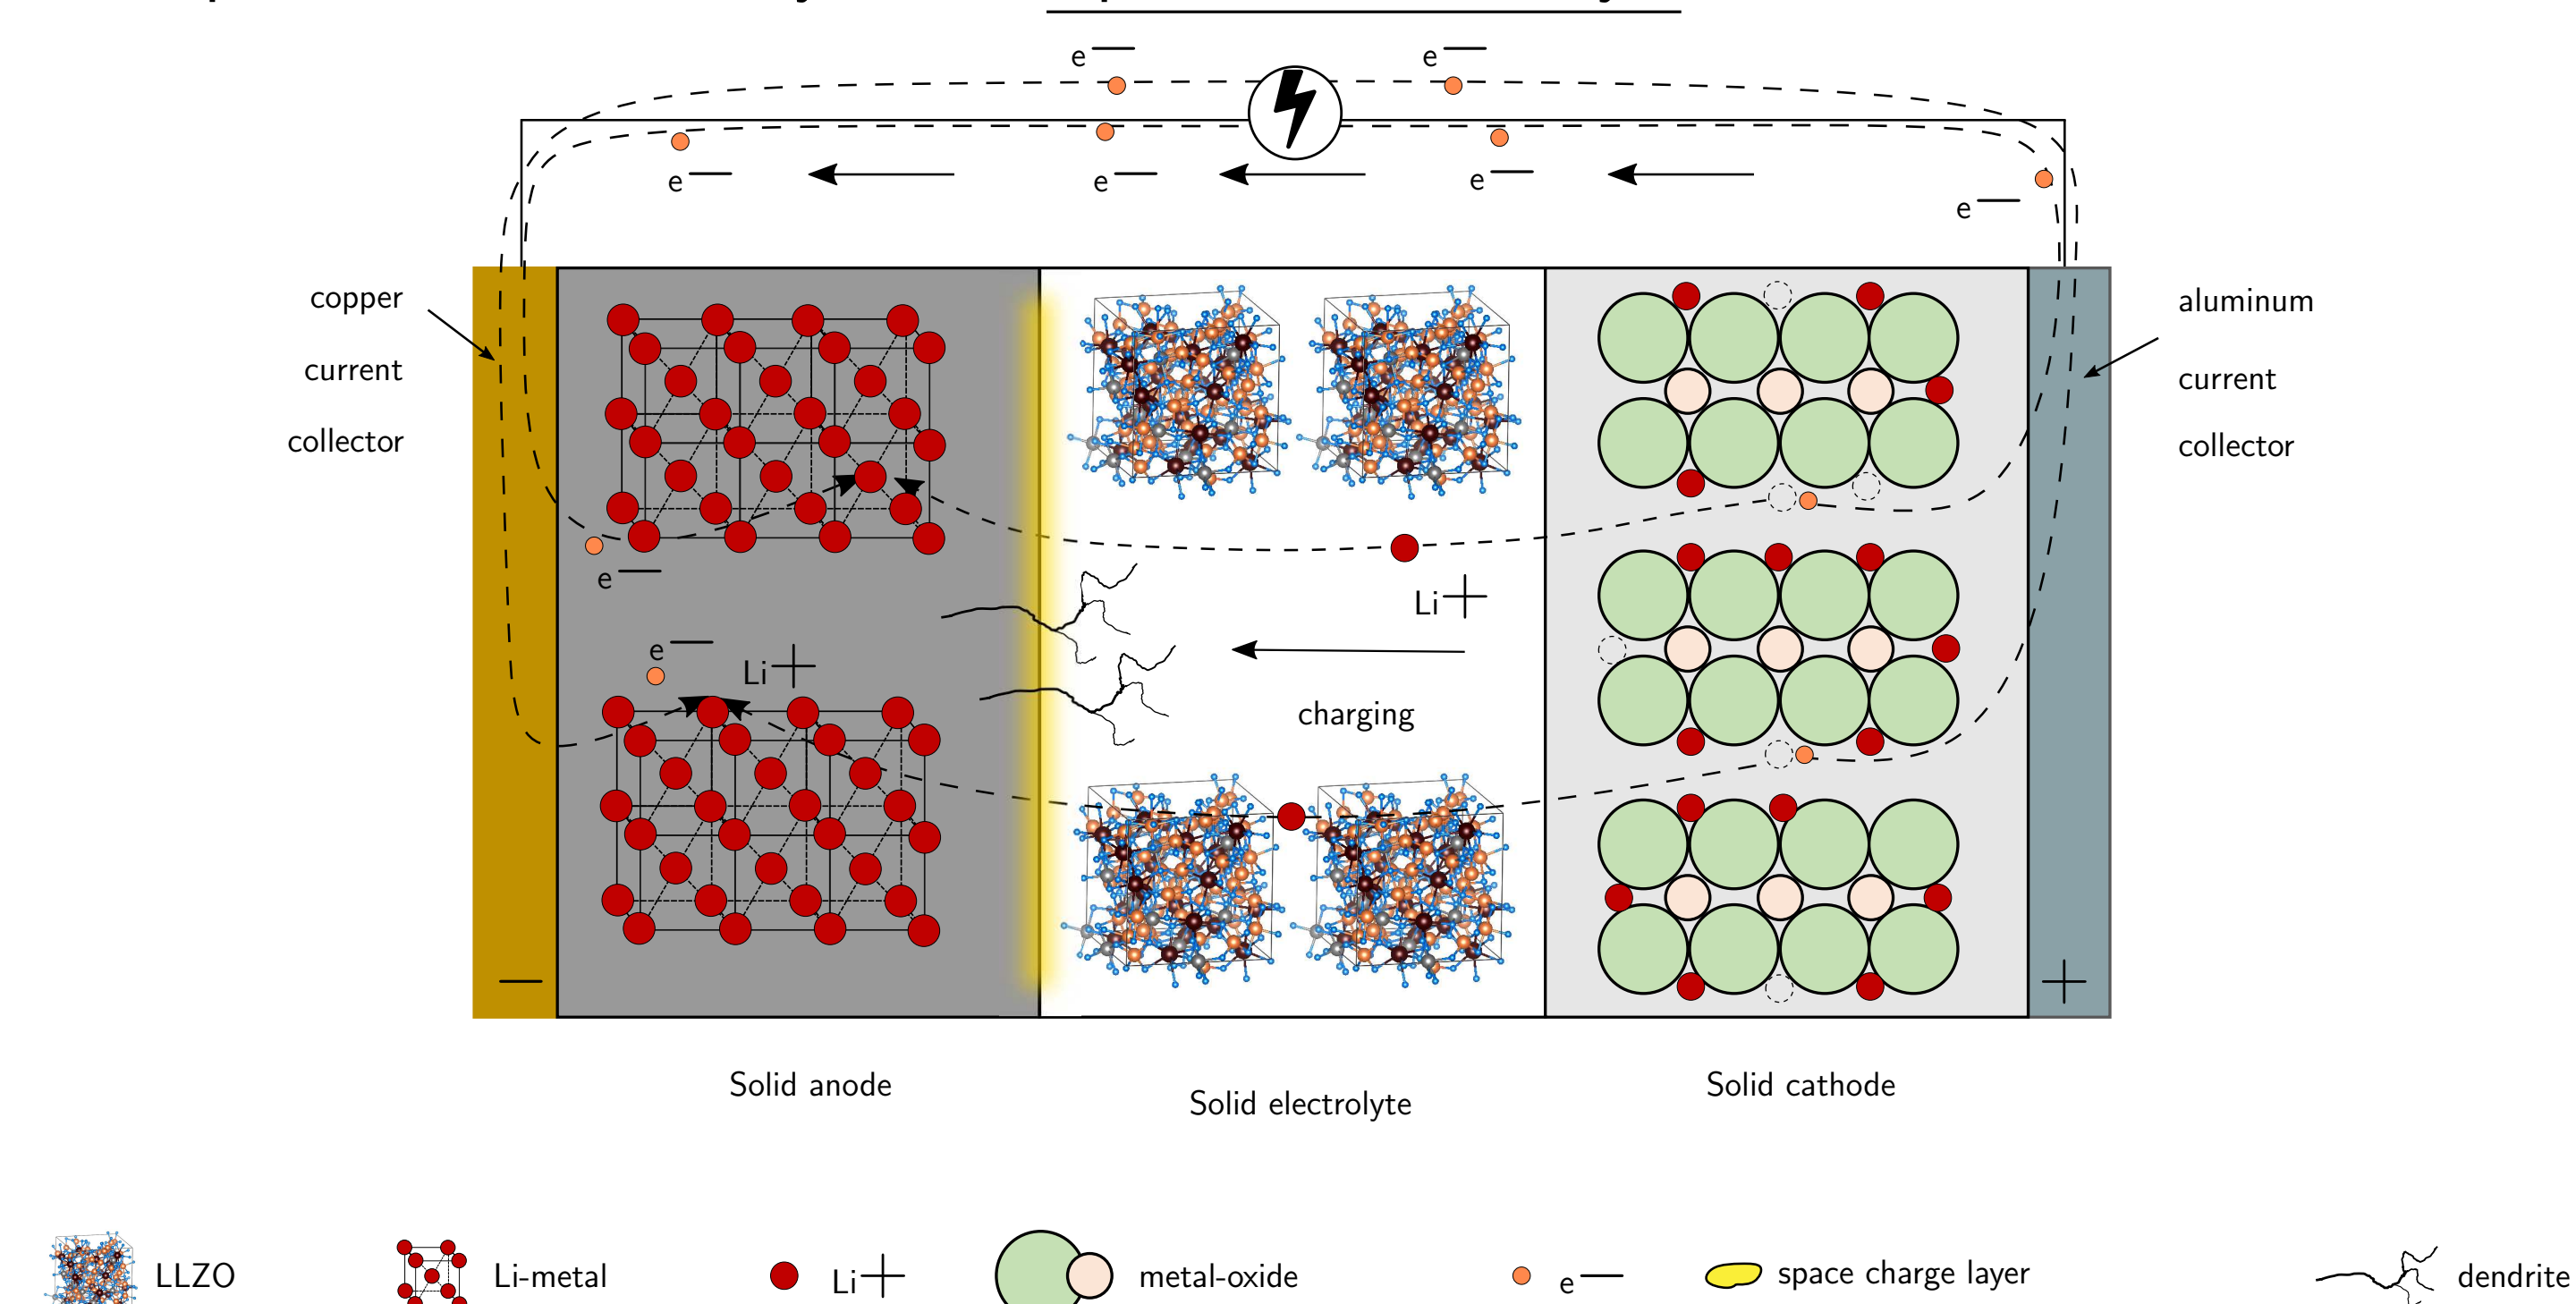 e—
e—
e—
e—
e—
e—
copper
current
collector
aluminum
current
collector
e—
Li+
e—
Li+
charging
—
+
Solid anode
Solid electrolyte
Solid cathode
LLZO
Li-metal
Li+
metal-oxide
e—
space charge layer
dendrite